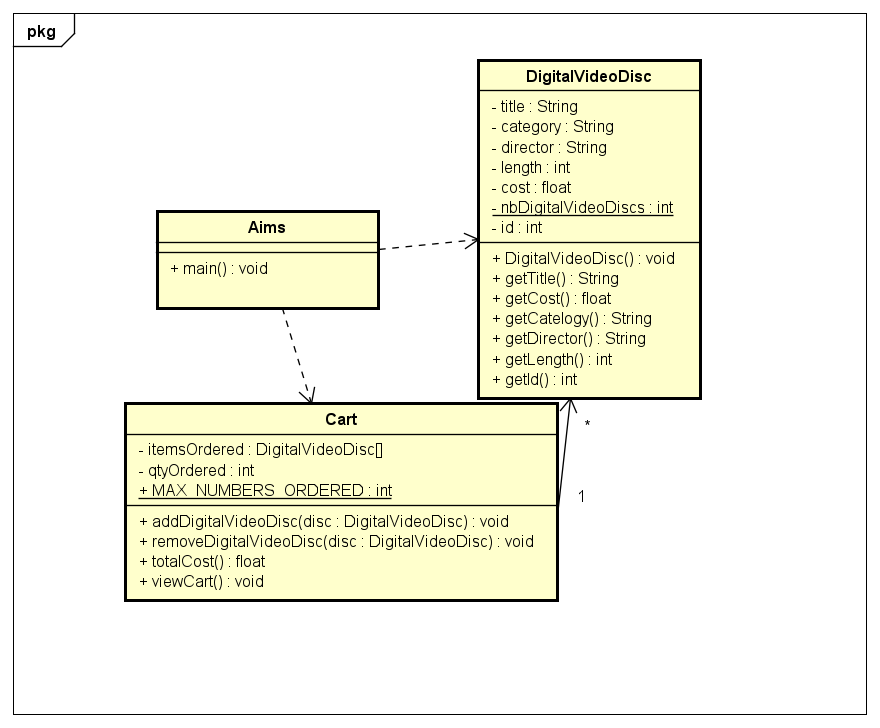 pkg
DigitalVideoDisc
- title : String
- category : String
- director : String
- length : int
- cost : float
- nbDigitalVideoDiscs : int
- id : int
+ DigitalVideoDisc() : void
+ getTitle() : String
+ getCost() : float
+ getCatelogy() : String
+ getDirector() : String
+ getLength() : int
+ getId() : int
Aims
+ main() : void
Cart
- itemsOrdered : DigitalVideoDisc[]
- qtyOrdered : int
+ MAX_NUMBERS_ORDERED : int
+ addDigitalVideoDisc(disc : DigitalVideoDisc) : void
+ removeDigitalVideoDisc(disc : DigitalVideoDisc) : void
+ totalCost() : float
+ viewCart() : void
*
1